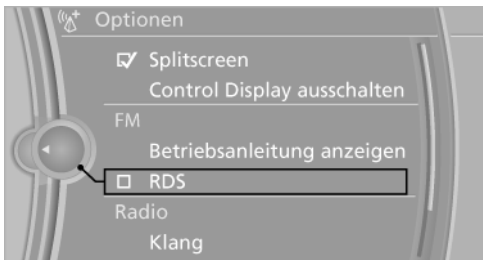 Optionen
Splitscreen
Control Display ausschalten
FM
Betriebsanleitung anzeigen
RDS
Radio
Klang